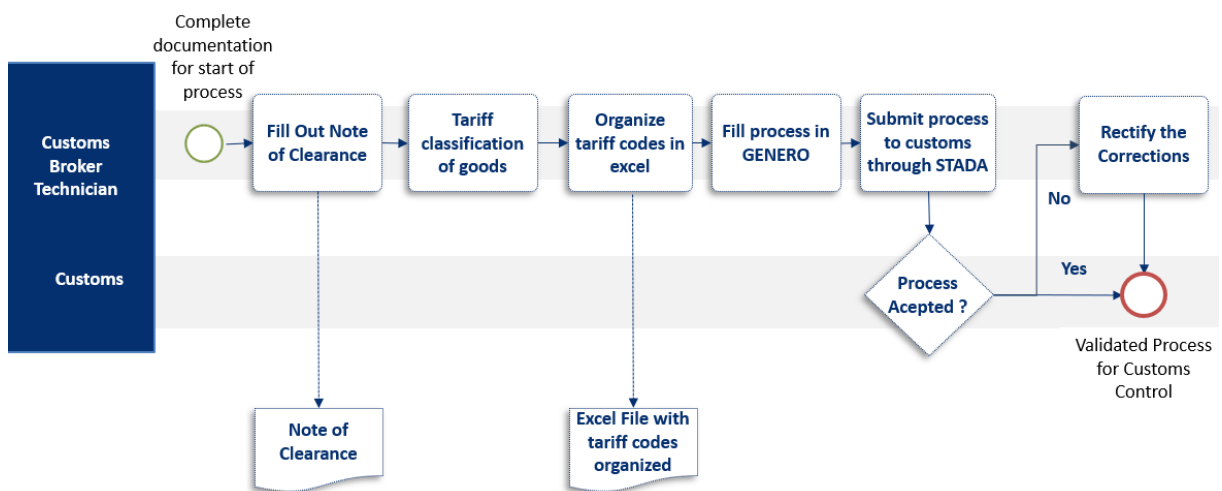 Complete
documentation
for start of
process
Customs
Broker
Technician
Fill Out Note
of Clearance
Tariff
classification
of goods
Organize
tariff codes in
excel
Fill process in
GENERO
Submit process
to customs
through STADA
Rectify the
Corrections
No
Customs
Process
Acepted ?
Yes
Validated Process
for Customs
Control
Note of
Clearance
Excel File with
tariff codes
organized